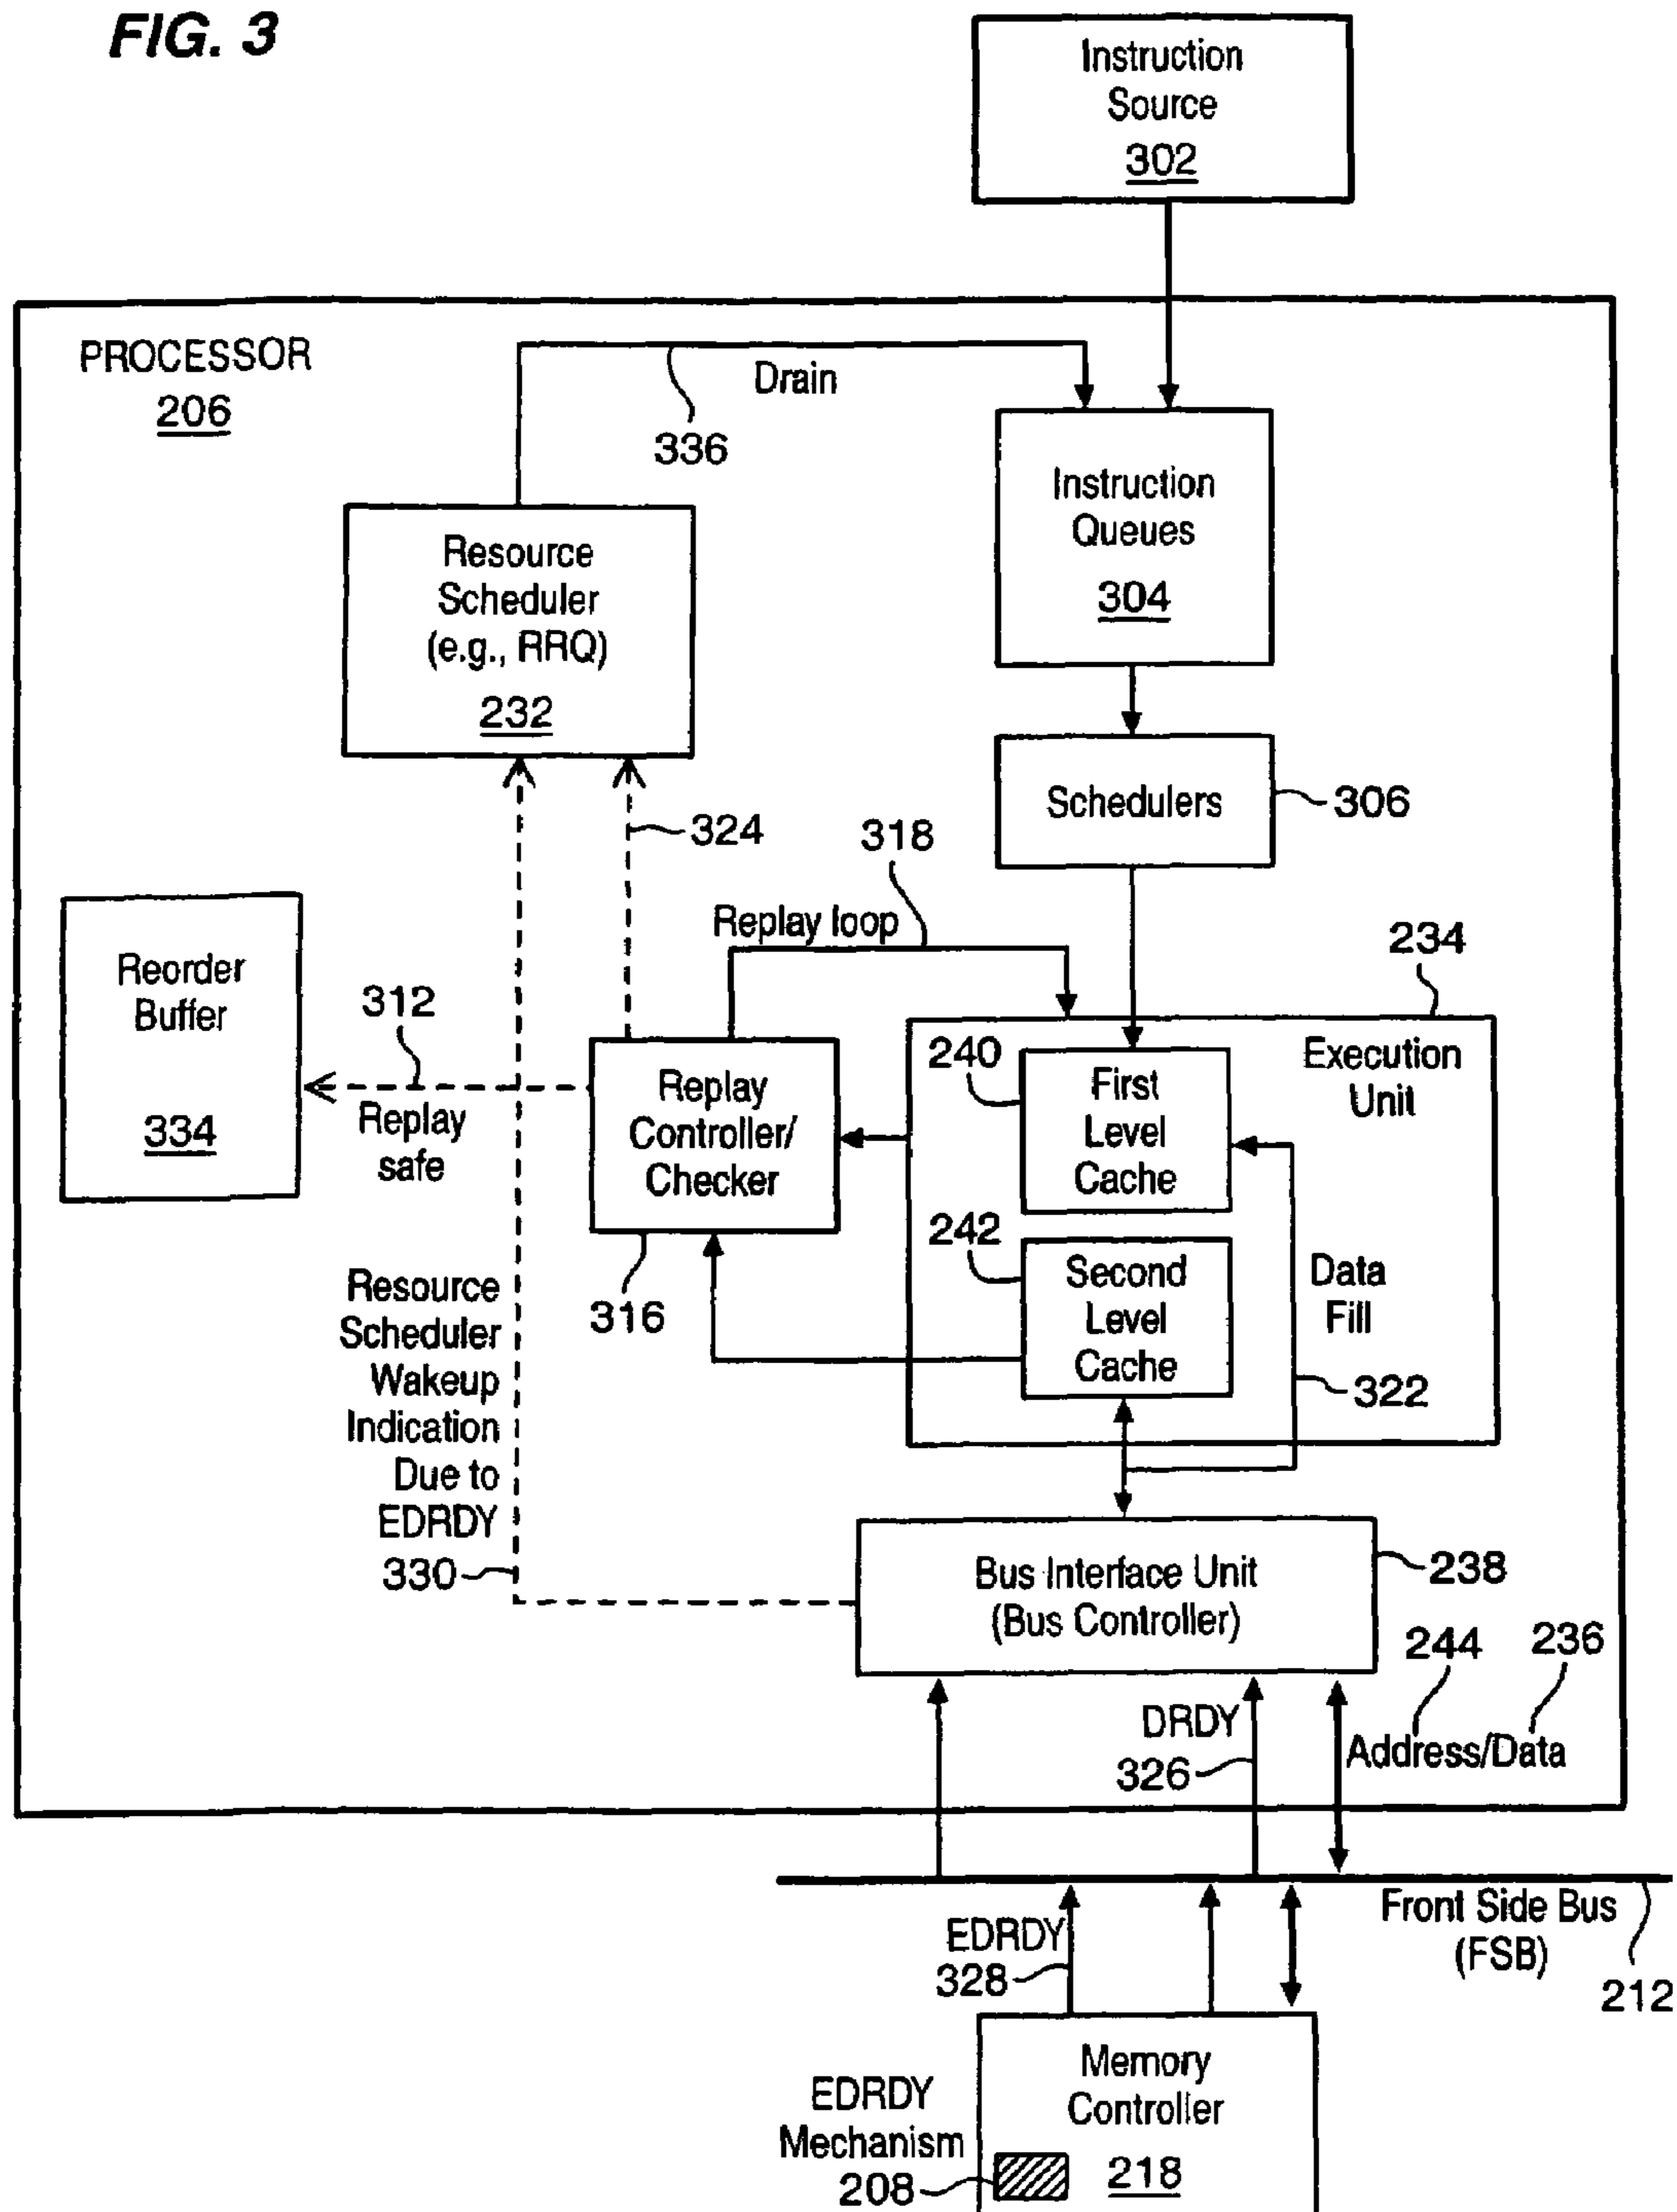 FIG. 3
Instruction
Source
302
PROCESSOR
206
Drain
336
Instruction
Queues
304
Resource
Scheduler
(e.g., RRQ)
232
Schedulers
306
324
318
Replay loop
234
Reorder
Buffer
334
312
Replay
safe
Replay
Controller/
Checker
316
240
First
Level
Cache
Execution
Unit
242
Second
Level
Cache
Data
Fill
322
Resource
Scheduler
Wakeup
Indication
Due to
EDRDY
330
Bus Interface Unit
(Bus Controller)
238
244
236
DRDY
326
Address/Data
Front Side Bus
(FSB)
212
EDRDY
328
Memory
Controller
218
EDRDY
Mechanism
208